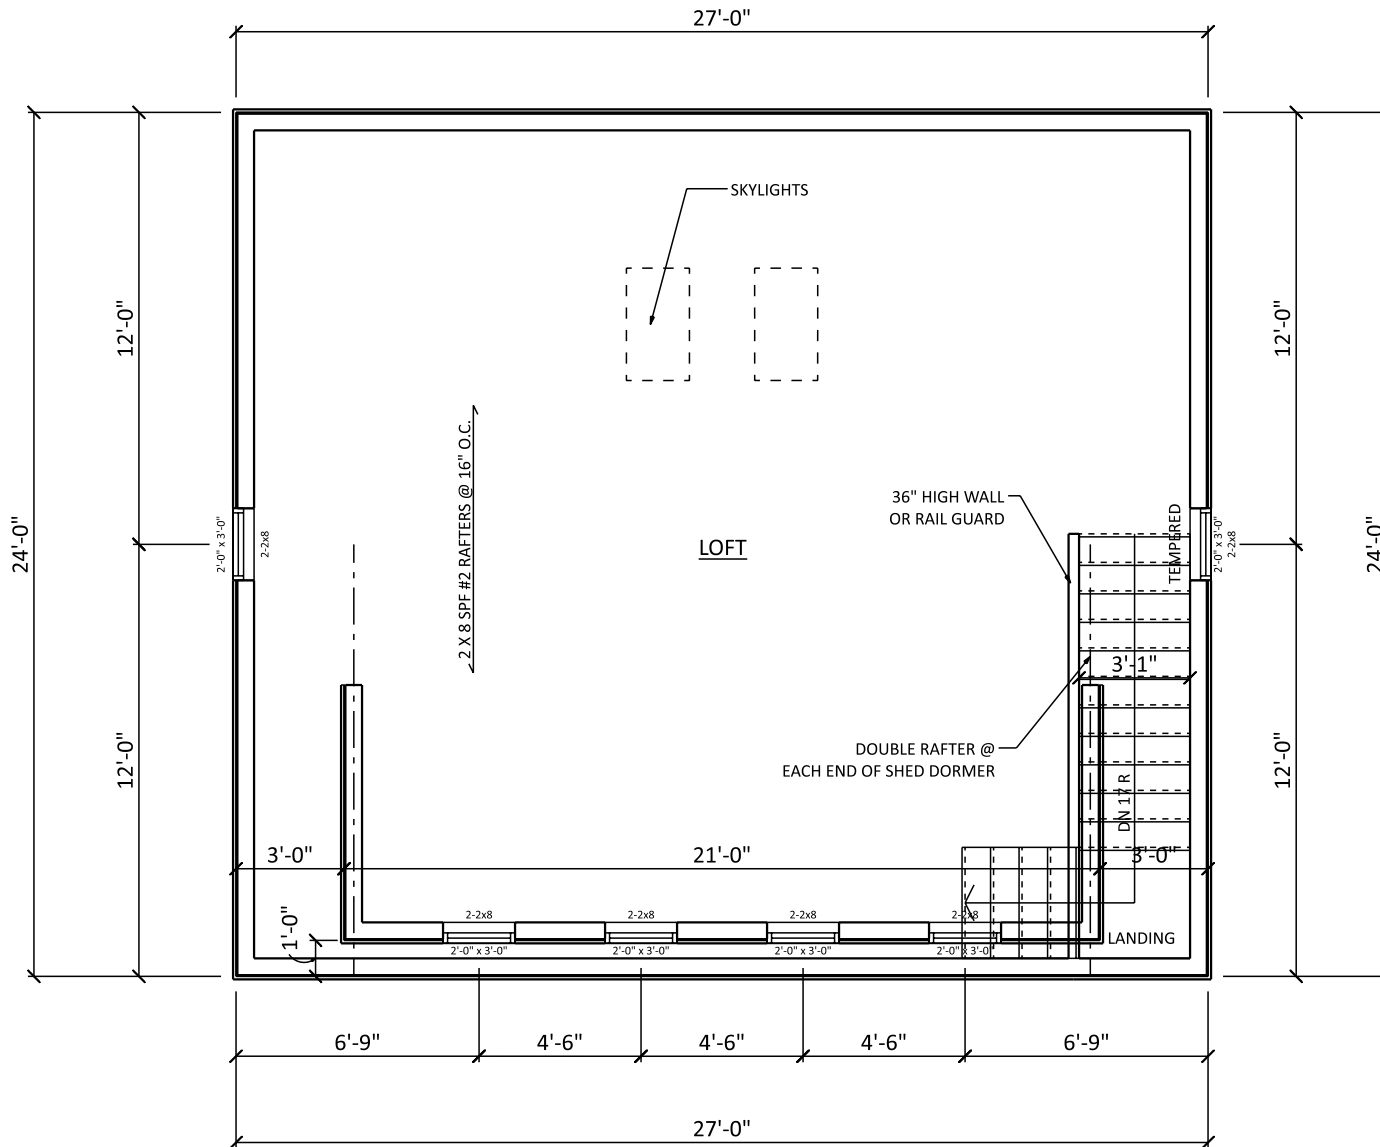 27'-0"
SKYLIGHTS
12'-0"
12'-0"
24'-0"
24'-0"
2 X 8 SPF #2 RAFTERS @ 16" O.C.
36" HIGH WALL
OR RAIL GUARD
LOFT
2'-0" x 3'-0"
2-2x8
TEMPERED
2'-0" x 3'-0"
2-2x8
3'-1"
DOUBLE RAFTER @
EACH END OF SHED DORMER
12'-0"
12'-0"
DN 17 R
3'-0"
21'-0"
3'-0"
1'-0"
2-2x8
2-2x8
2-2x8
2-2x8
2'-0" x 3'-0"
2'-0" x 3'-0"
2'-0" x 3'-0"
2'-0" x 3'-0"
LANDING
6'-9"
4'-6"
4'-6"
4'-6"
6'-9"
27'-0"